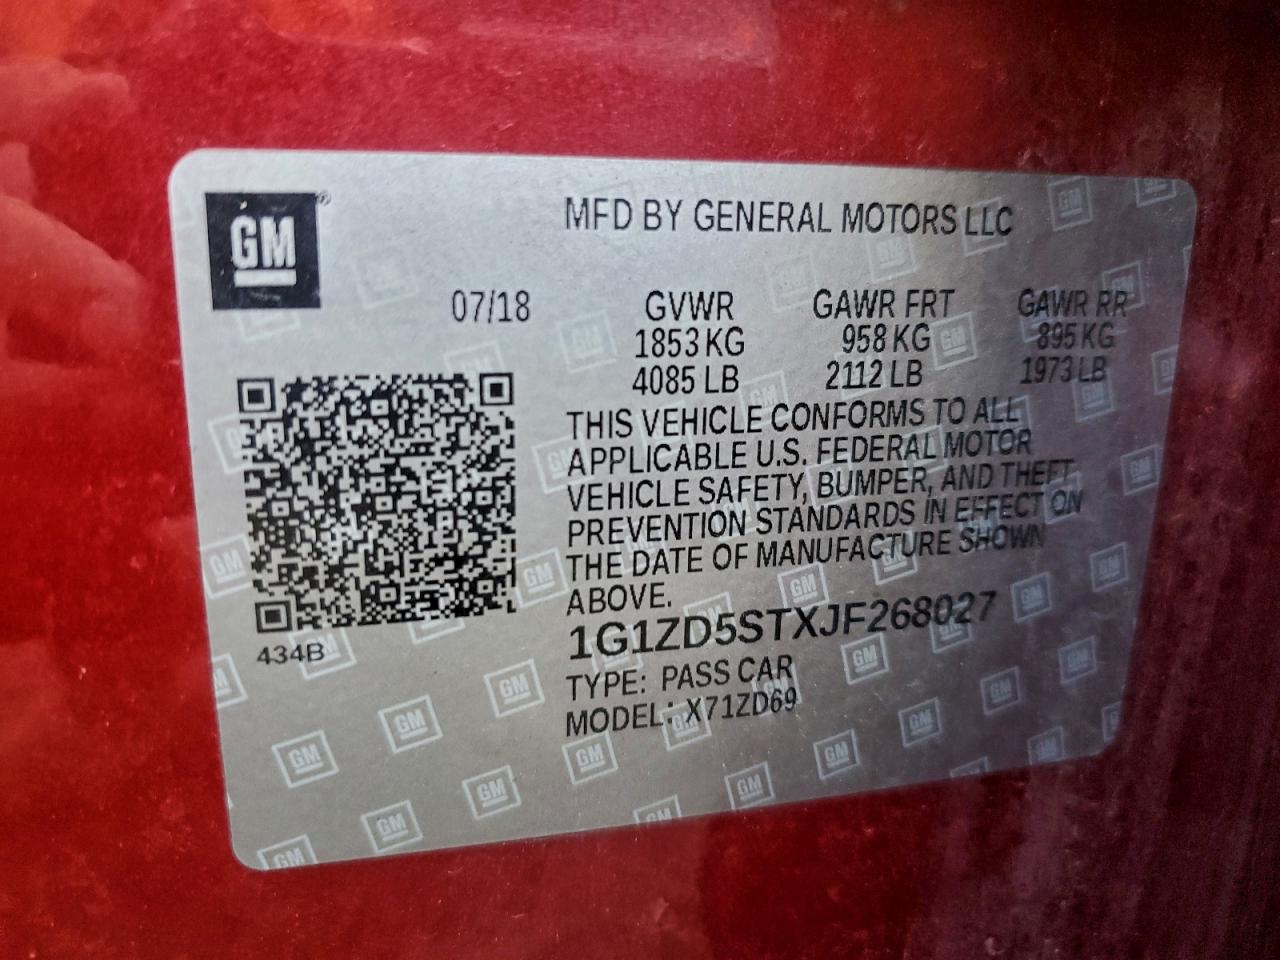 GM®
MFD BY GENERAL MOTORS LLC
07/18 GVWR GAWR FRT GAWR RR
1853 KG 958 KG 895 KG
4085 LB 2112 LB 1973 LB
THIS VEHICLE CONFORMS TO ALL
APPLICABLE U.S. FEDERAL MOTOR
VEHICLE SAFETY, BUMPER, AND THEFT
PREVENTION STANDARDS IN EFFECT ON
THE DATE OF MANUFACTURE SHOWN
ABOVE.
1G1ZD5STXJF268027
434B
TYPE: PASS CAR
MODEL: X71ZD69